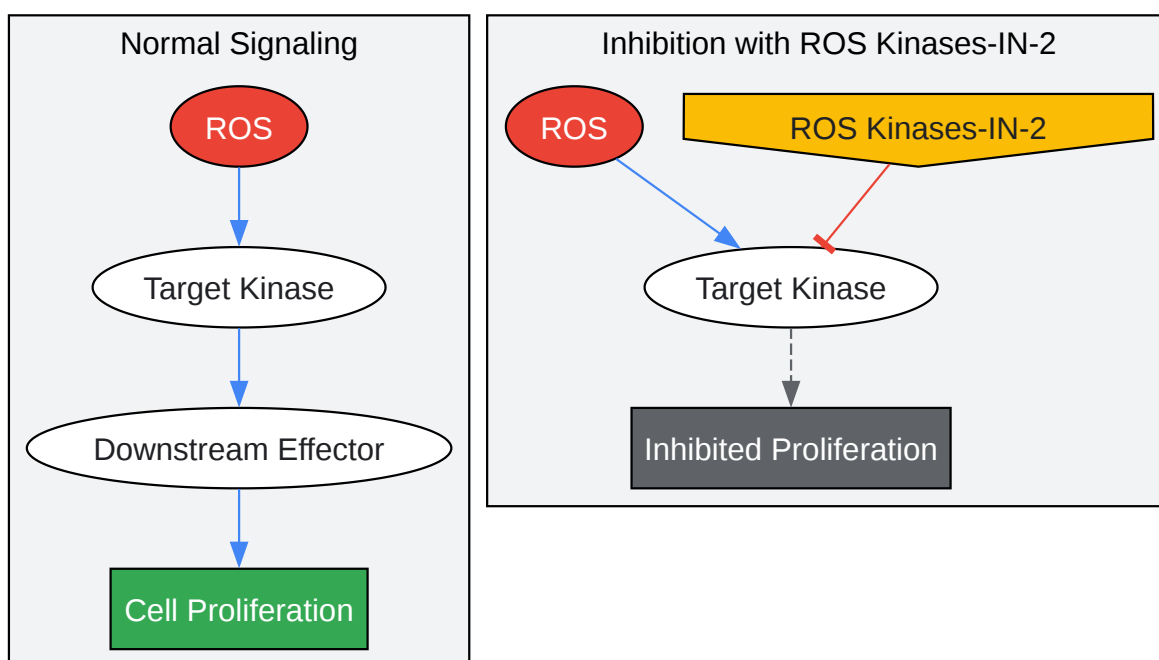 Normal Signaling
ROS
Target Kinase
Downstream Effector
Cell Proliferation
Inhibition with ROS Kinases-IN-2
ROS
ROS Kinases-IN-2
Target Kinase
Inhibited Proliferation